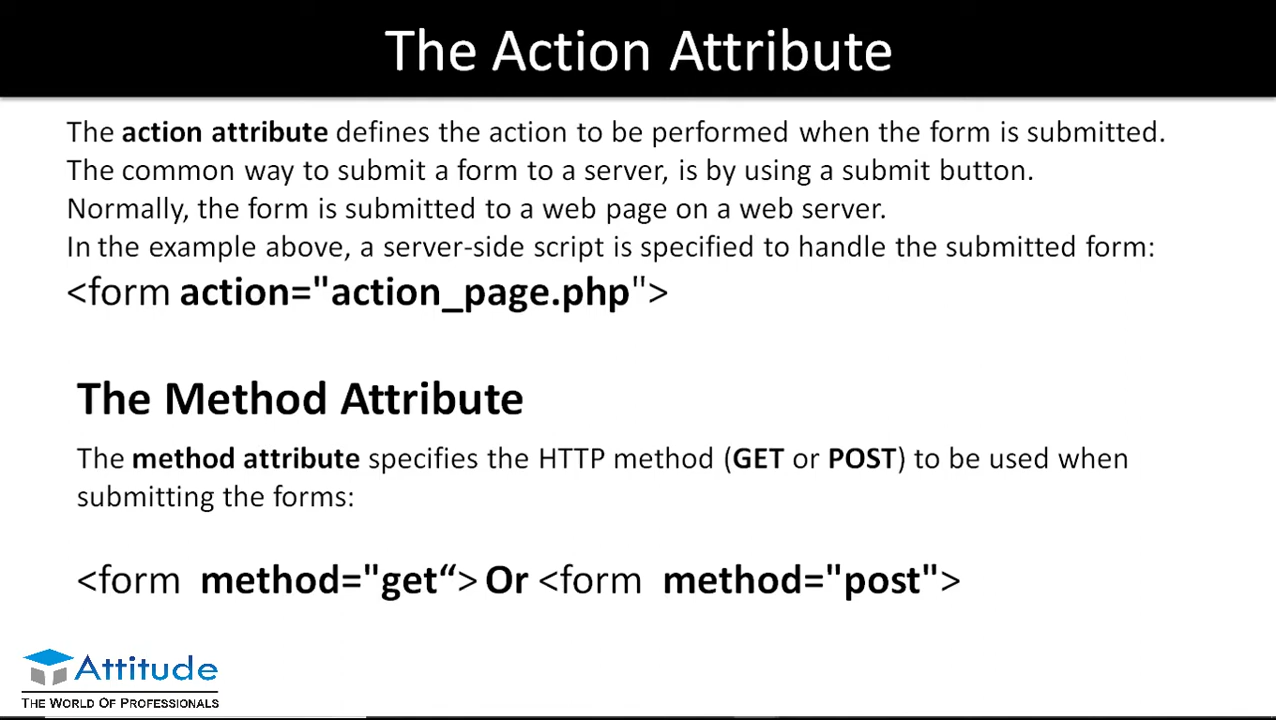 The Action Attribute
The action attribute defines the action to be performed when the form is submitted.
The common way to submit a form to a server, is by using a submit button.
Normally, the form is submitted to a web page on a web server.
In the example above, a server-side script is specified to handle the submitted form:
<form action="action_page.php">
The Method Attribute
The method attribute specifies the HTTP method (GET or POST) to be used when
submitting the forms:
<form  method="get“> Or <form  method="post">
Attitude
THE WORLD OF PROFESSIONALS